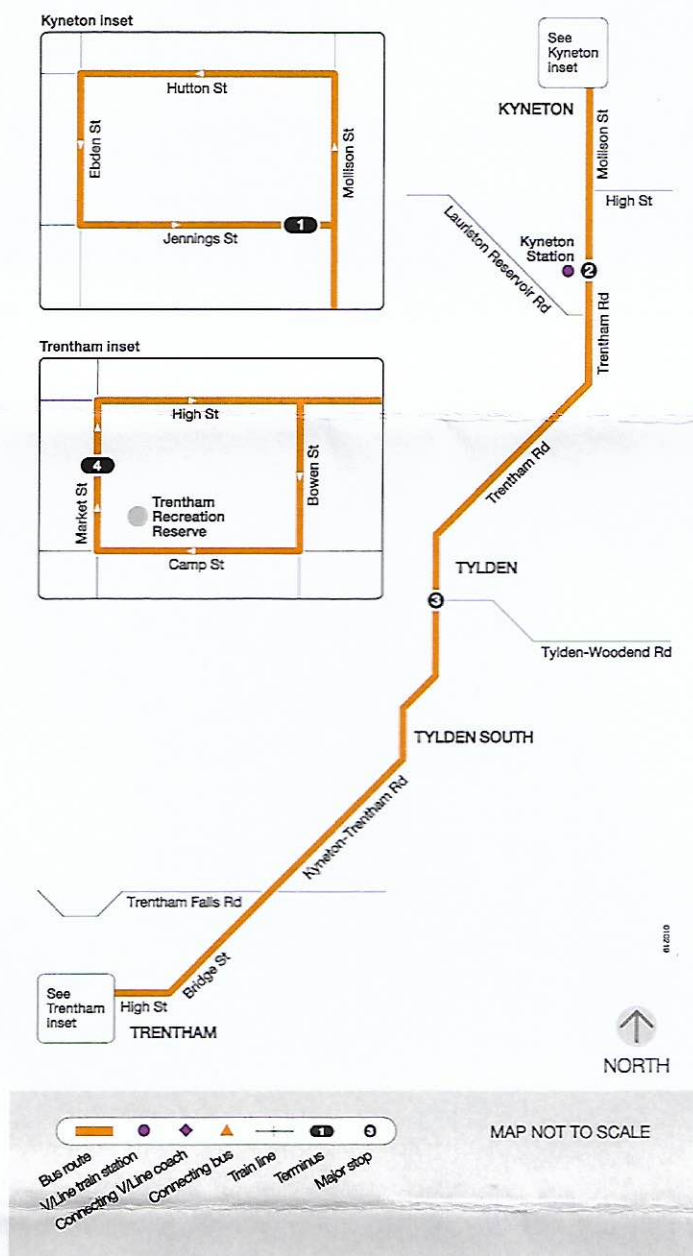 Kyneton inset
Hutton St
Ebden St
Mollison St
1
Jennings St
See
Kyneton
inset
KYNETON
Mollison St
High St
Lauriston Reservoir Rd
Kyneton
Station
2
Trentham Rd
Trentham inset
High St
4
Market St
Bowen St
Trentham
Recreation
Reserve
Camp St
Trentham Rd
TYLDEN
3
Tylden-Woodend Rd
TYLDEN SOUTH
Kyneton-Trentham Rd
Trentham Falls Rd
Bridge St
See
Trentham
inset
High St
TRENTHAM
010219
NORTH
Bus route
V/Line train station
Connecting V/Line coach
Connecting bus
Train line
1
Terminus
3
Major stop
MAP NOT TO SCALE